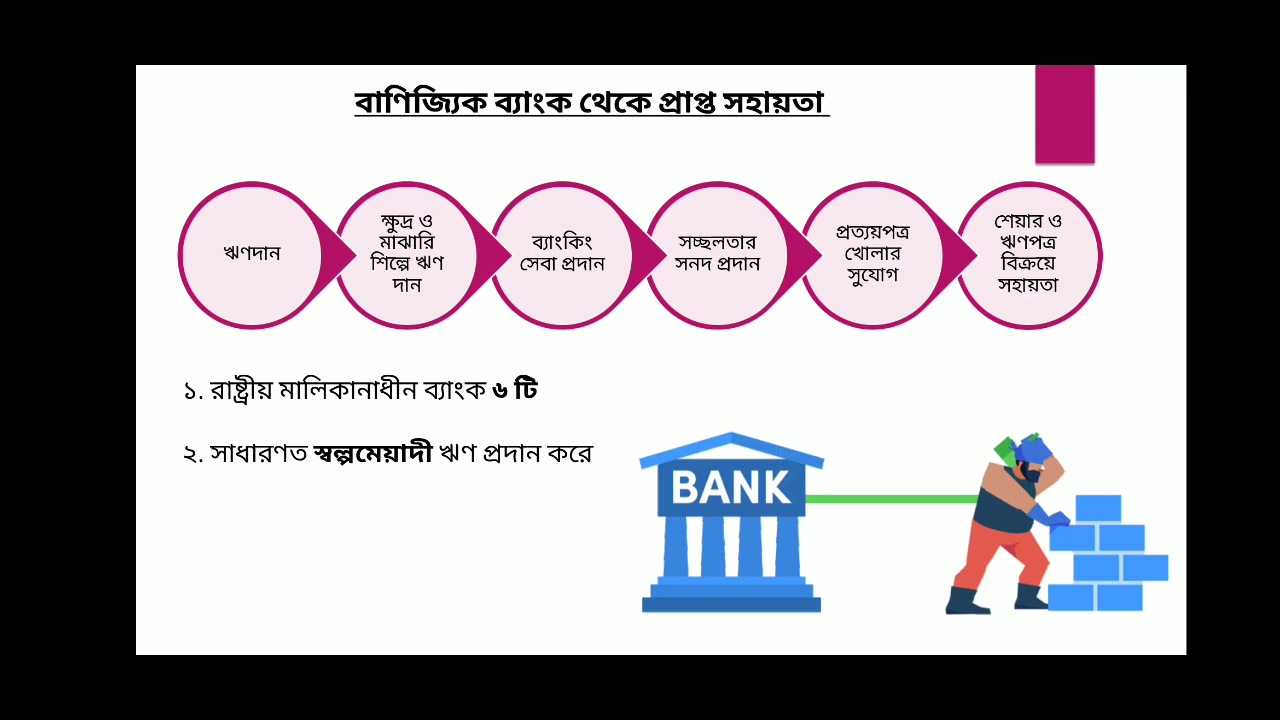 বাণিজ্যিক ব্যাংক থেকে প্রাপ্ত সহায়তা
ঋণদান
ক্ষুদ্র ও
মাঝারি
শিল্পে ঋণ
দান
ব্যাংকিং
সেবা প্রদান
সচ্ছলতার
সনদ প্রদান
প্রত্যয়পত্র
খোলার
সুযোগ
শেয়ার ও
ঋণপত্র
বিক্রয়ে
সহায়তা
১. রাষ্ট্রীয় মালিকানাধীন ব্যাংক ৬ টি
২. সাধারণত স্বল্পমেয়াদী ঋণ প্রদান করে
BANK